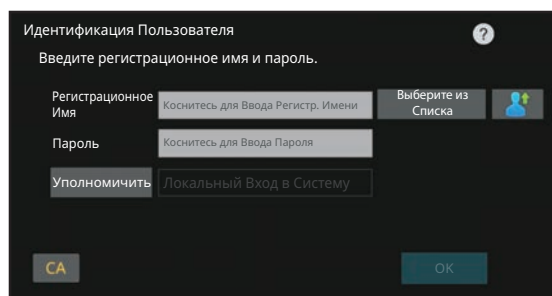 Идентификация Пользователя
?
Введите регистрационное имя и пароль.
Регистрационное
Имя
Коснитесь для Ввода Регистр. Имени
Выберите из
Списка
Пароль
Коснитесь для Ввода Пароля
Уполномичить
Локальный Вход в Систему
CA
OK